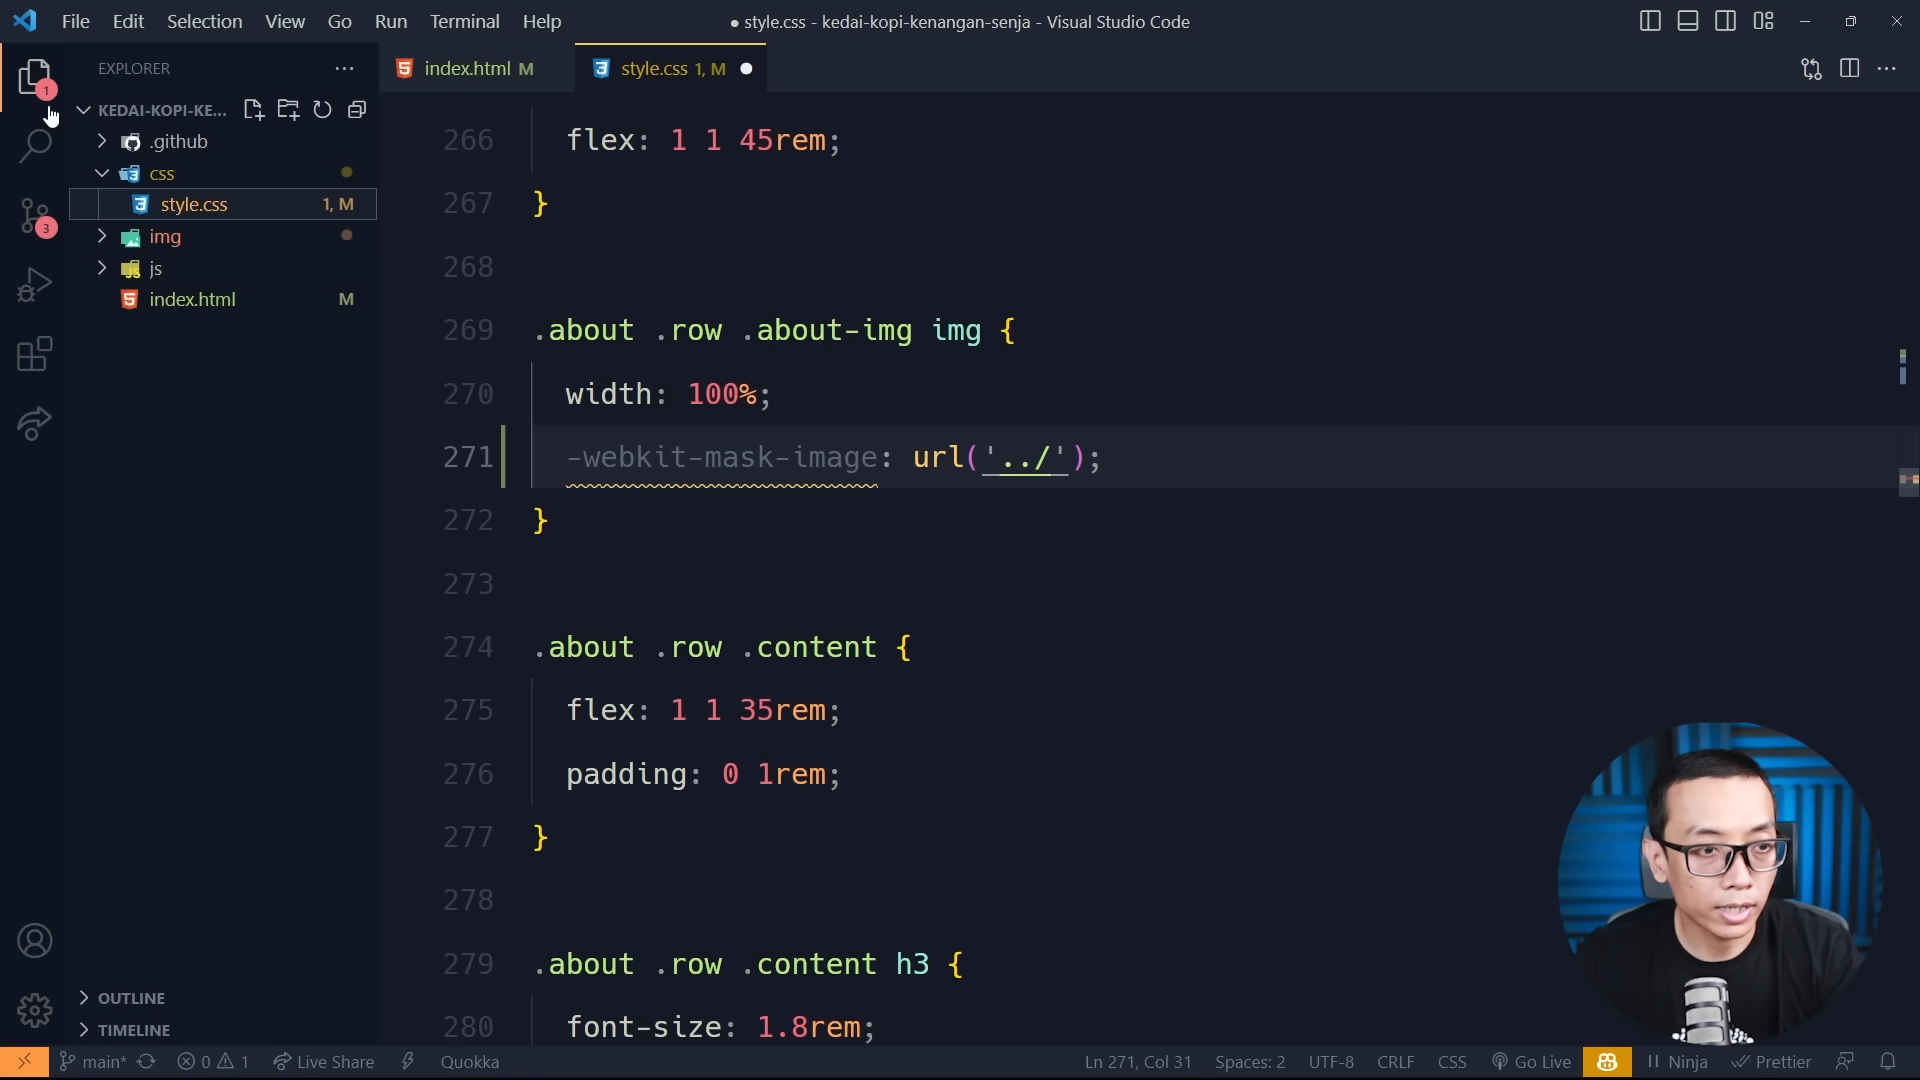 File Edit Selection View Go Run Terminal Help
● style.css - kedai-kopi-kenangan-senja - Visual Studio Code
EXPLORER
index.html M
style.css 1, M
1
KEDAI-KOPI-KE...
.github
css
style.css 1, M
3
img
js
index.html M
266 flex: 1 1 45rem;
267 }
268
269 .about .row .about-img img {
270 width: 100%;
271 -webkit-mask-image: url('../');
272 }
273
274 .about .row .content {
275 flex: 1 1 35rem;
276 padding: 0 1rem;
277 }
278
279 .about .row .content h3 {
280 font-size: 1.8rem;
OUTLINE
TIMELINE
main* 0 1 Live Share Quokka Ln 271, Col 31 Spaces: 2 UTF-8 CRLF CSS Go Live Ninja Prettier